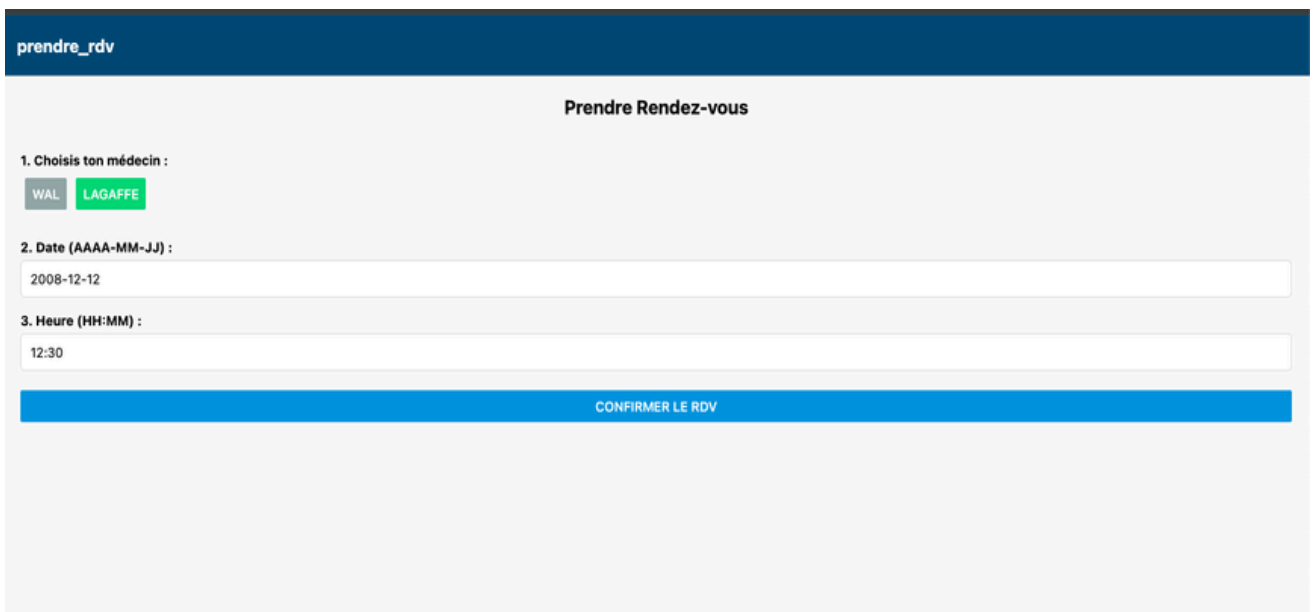 prendre_rdv
Prendre Rendez-vous
1. Choisis ton médecin :
WAL LAGAFFE
2. Date (AAAA-MM-JJ) :
2008-12-12
3. Heure (HH:MM) :
12:30
CONFIRMER LE RDV